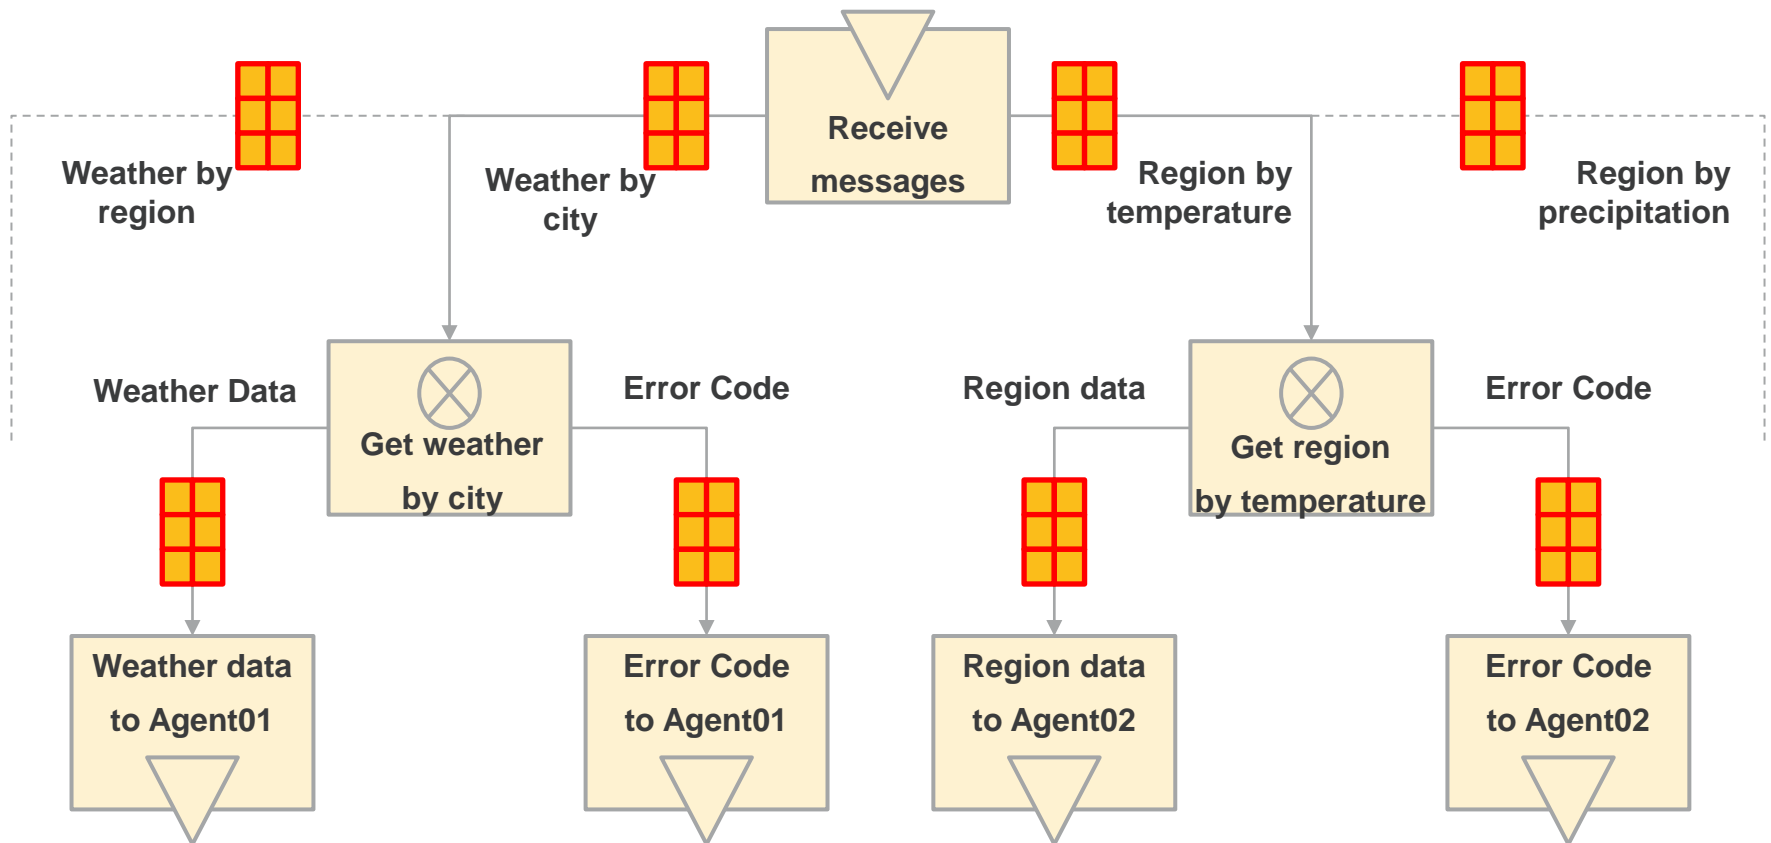 Receive
messages
Weather by
region
Weather by
city
Region by
temperature
Region by
precipitation
Weather Data
Get weather
by city
Error Code
Region data
Get region
by temperature
Error Code
Weather data
to Agent01
Error Code
to Agent01
Region data
to Agent02
Error Code
to Agent02